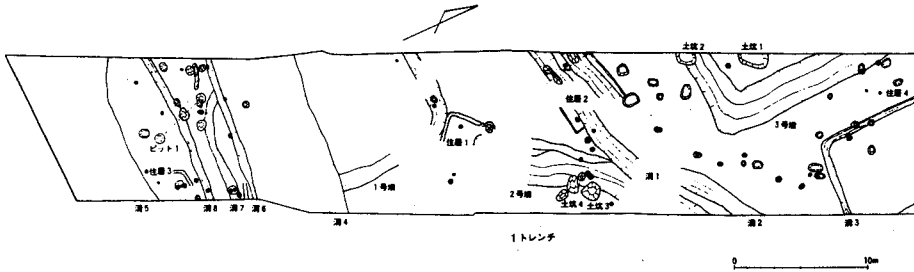 土坑2
土坑1
住居2
住居4
3号墳
ピット1
住居3
住居1
1号墳
2号墳
溝1
土坑4
土坑3
溝5
溝8
溝7
溝6
溝4
溝2
溝3
1トレンチ
0
10m